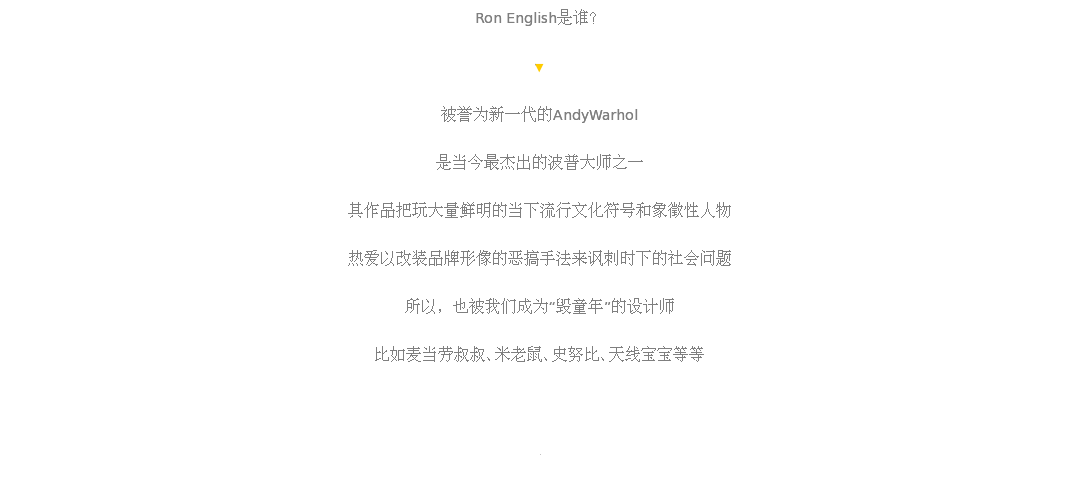 Ron English是谁?
被誉为新一代的AndyWarhol
是当今最杰出的波普大师之一
其作品把玩大量鲜明的当下流行文化符号和象徵性人物
热爱以改装品牌形像的恶搞手法来讽刺时下的社会问题
所以，也被我们成为“毁童年”的设计师
比如麦当劳叔叔、米老鼠、史努比、天线宝宝等等